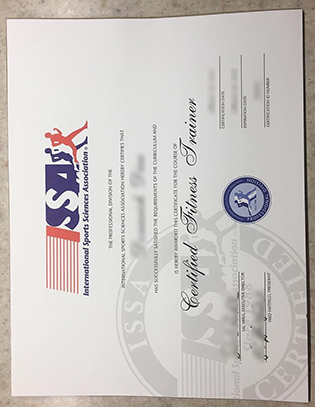 ISSA
International Sports Sciences Association®
THE PROFESSIONAL DIVISION OF THE
INTERNATIONAL SPORTS SCIENCES ASSOCIATION HEREBY CERTIFIES THAT
HAS SUCCESSFULLY SATISFIED THE REQUIREMENTS OF THE CURRICULUM AND
IS HEREBY AWARDED THIS CERTIFICATE FOR THE COURSE OF
Certified Fitness Trainer
SAL ARRIA, EXECUTIVE DIRECTOR
FRED HATFIELD, PRESIDENT
CERTIFICATION DATE
EXPIRATION DATE
CERTIFICATION ID NUMBER